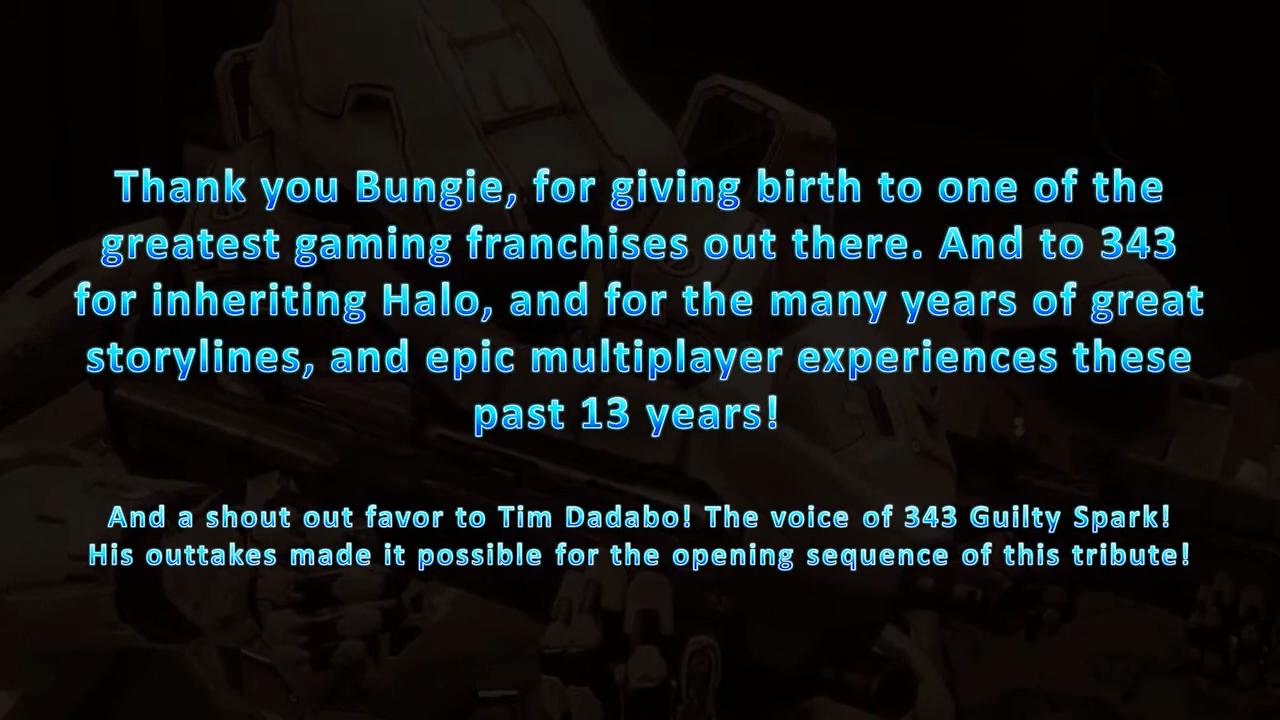 Thank you Bungie, for giving birth to one of the
greatest gaming franchises out there. And to 343
for inheriting Halo, and for the many years of great
storylines, and epic multiplayer experiences these
past 13 years!
And a shout out favor to Tim Dadabo! The voice of 343 Guilty Spark!
His outtakes made it possible for the opening sequence of this tribute!